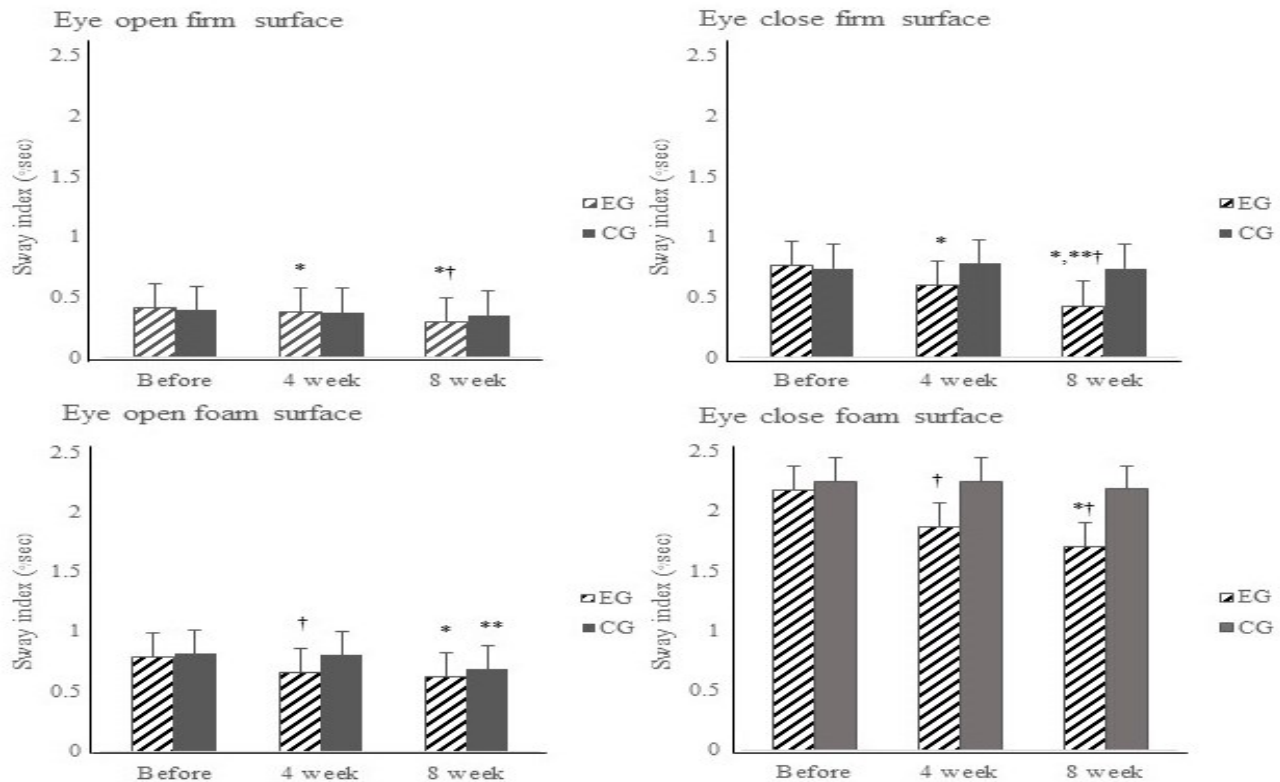 Eye open firm surface
2.5
2
1.5
1
0.5
0
Sway index (°/sec)
* *†
EG
CG
Before 4 week 8 week
Eye close firm surface
2.5
2
1.5
1
0.5
0
Sway index (°/sec)
* *,**†
EG
CG
Before 4 week 8 week
Eye open foam surface
2.5
2
1.5
1
0.5
0
Sway index (°/sec)
† * **
EG
CG
Before 4 week 8 week
Eye close foam surface
2.5
2
1.5
1
0.5
0
Sway index (°/sec)
† *†
EG
CG
Before 4 week 8 week